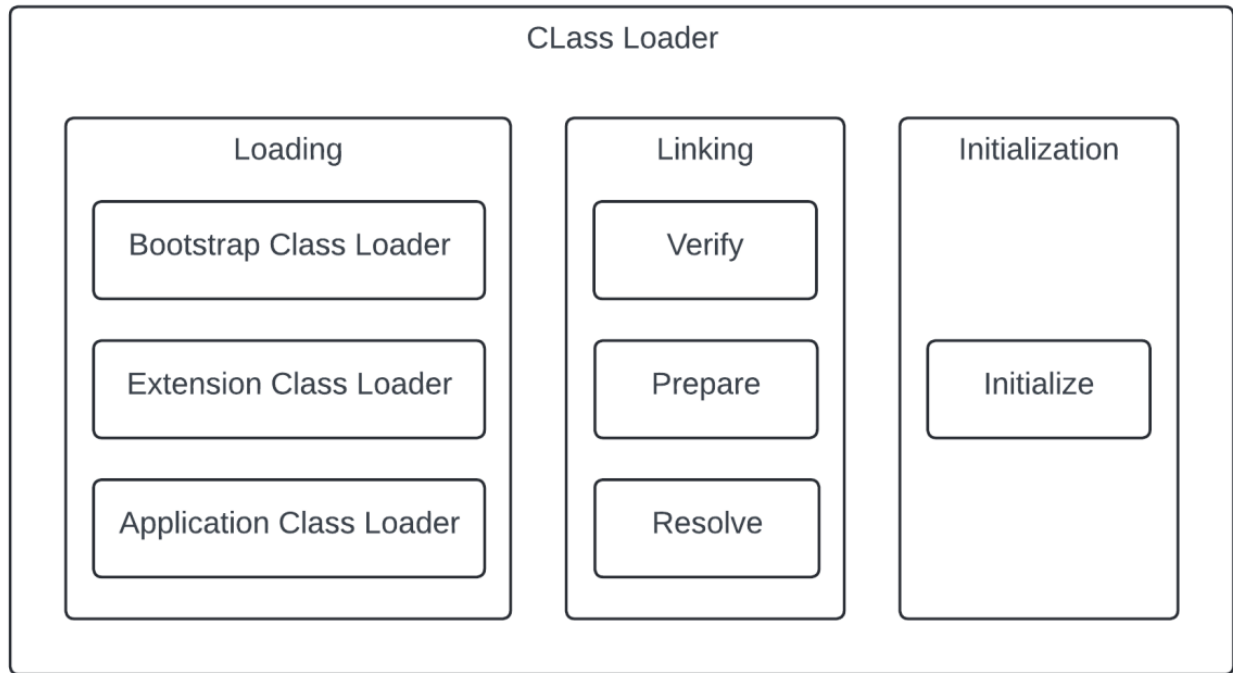 CLass Loader
Loading
Bootstrap Class Loader
Extension Class Loader
Application Class Loader
Linking
Verify
Prepare
Resolve
Initialization
Initialize